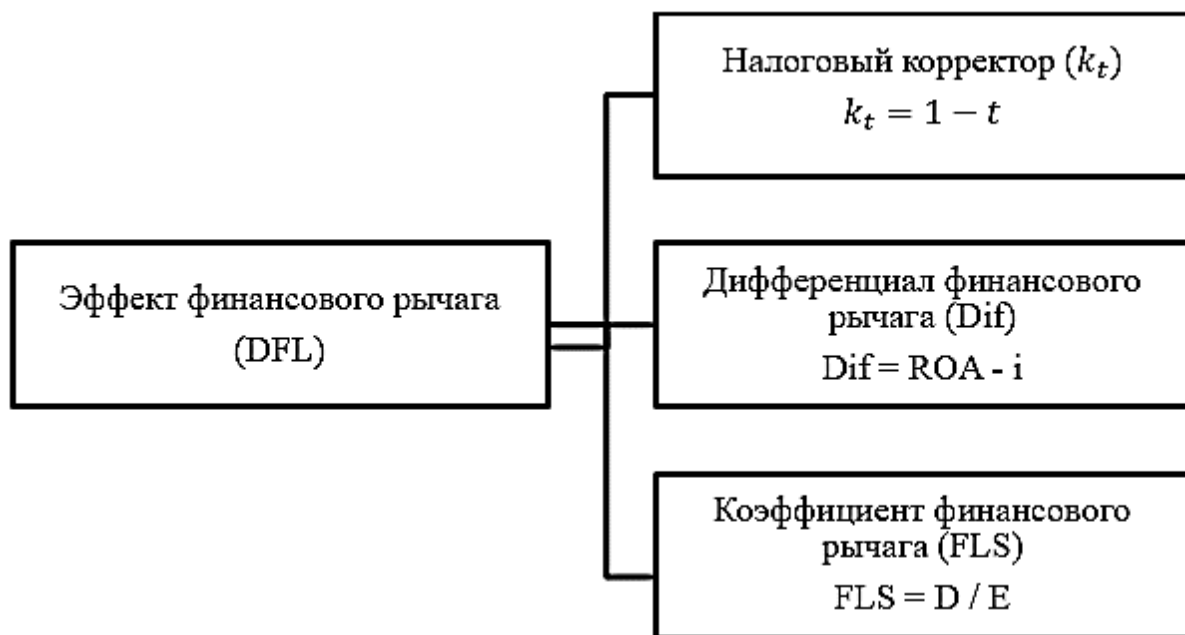 Налоговый корректор (kₜ)
kₜ = 1 − t
Эффект финансового рычага
(DFL)
Дифференциал финансового
рычага (Dif)
Dif = ROA - i
Коэффициент финансового
рычага (FLS)
FLS = D / E